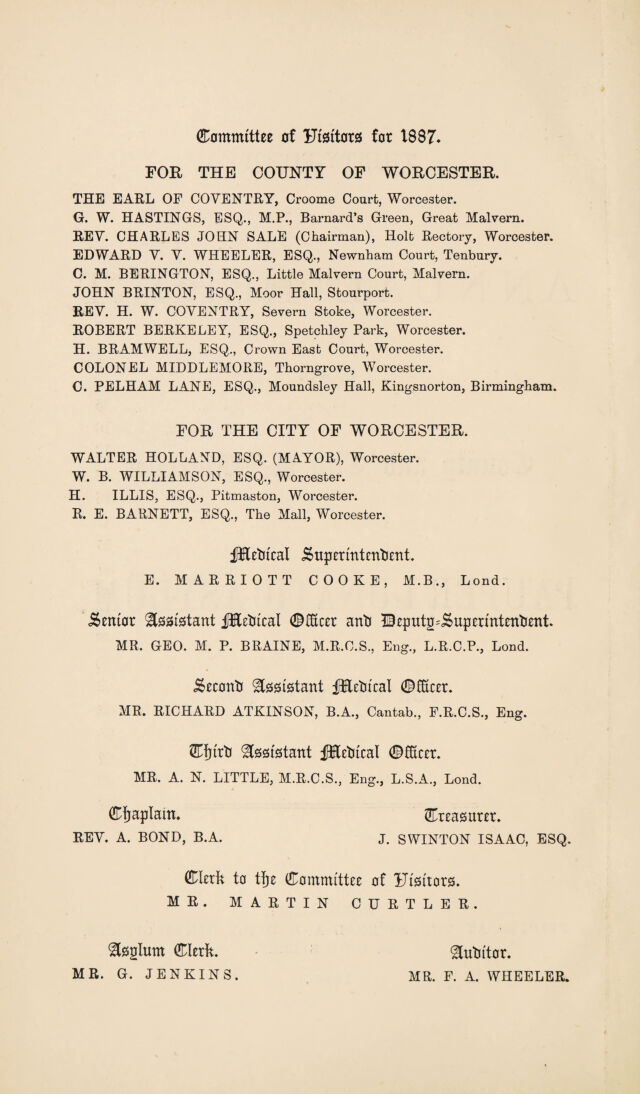 Committee of Visitors for 1887.
FOR THE COUNTY OF WORCESTER.
THE EARL OF COVENTRY, Croome Court, Worcester.
G. W. HASTINGS, ESQ., M.P., Barnard's Green, Great Malvern.
REV. CHARLES JOHN SALE (Chairman), Holt Rectory, Worcester.
EDWARD V. V. WHEELER, ESQ., Newnham Court, Tenbury.
C. M. BERINGTON, ESQ., Little Malvern Court, Malvern.
JOHN BRINTON, ESQ., Moor Hall, Stourport.
REV. H. W. COVENTRY, Severn Stoke, Worcester.
ROBERT BERKELEY, ESQ., Spetchley Park, Worcester.
H. BRAMWELL, ESQ., Crown East Court, Worcester.
COLONEL MIDDLEMORE, Thorngrove, Worcester.
C. PELHAM LANE, ESQ., Moundsley Hall, Kingsnorton, Birmingham.
FOR THE CITY OF WORCESTER.
WALTER HOLLAND, ESQ. (MAYOR), Worcester.
W. B. WILLIAMSON, ESQ., Worcester.
H. ILLIS, ESQ., Pitmaston, Worcester.
R. E. BARNETT, ESQ., The Mall, Worcester.
Medical Superintendent.
E. MARRIOTT COOKE, M.B., Lond.
Senior Assistant Medical Officer and Deputy-Superintendent.
MR. GEO. M. P. BRAINE, M.R.C.S., Eng., L.R.C.P., Lond.
Second Assistant Medical Officer.
MR. RICHARD ATKINSON, B.A., Cantab., F.R.C.S., Eng.
Third Assistant Medical Officer.
MR. A. N. LITTLE, M.R.C.S., Eng., L.S.A., Lond.
Chaplain.
REV. A. BOND, B.A.
Treasurer.
J. SWINTON ISAAC, ESQ.
Clerk to the Committee of Visitors.
MR. MARTIN CURTLER.
Asylum Clerk.
MR. G. JENKINS.
Auditor.
MR. F. A. WHEELER.